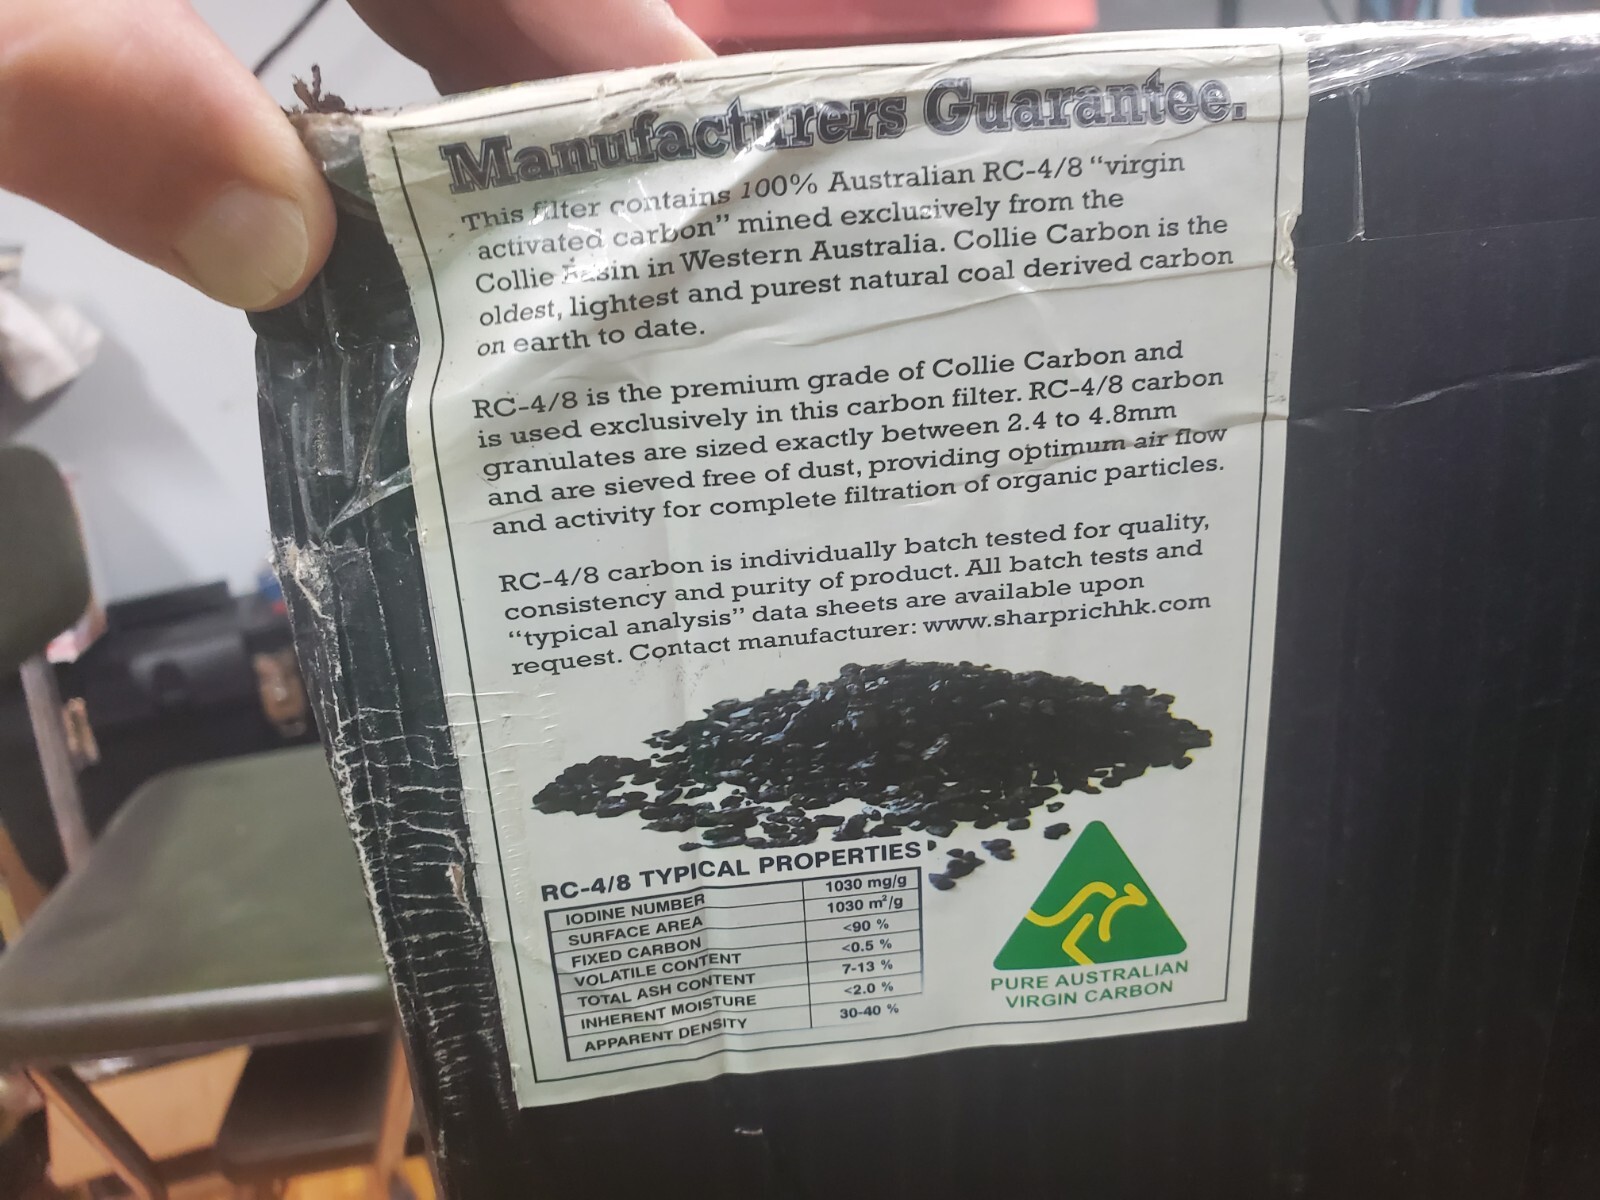 Manufacturers Guarantee.
This filter contains 100% Australian RC-4/8 “virgin
activated carbon” mined exclusively from the
Collie Basin in Western Australia. Collie Carbon is the
oldest, lightest and purest natural coal derived carbon
on earth to date.
RC-4/8 is the premium grade of Collie Carbon and
is used exclusively in this carbon filter. RC-4/8 carbon
granulates are sized exactly between 2.4 to 4.8mm
and are sieved free of dust, providing optimum air flow
and activity for complete filtration of organic particles.
RC-4/8 carbon is individually batch tested for quality,
consistency and purity of product. All batch tests and
“typical analysis” data sheets are available upon
request. Contact manufacturer: www.sharprichhk.com
RC-4/8 TYPICAL PROPERTIES
IODINE NUMBER 1030 mg/g
SURFACE AREA 1030 m²/g
FIXED CARBON <90 %
VOLATILE CONTENT <0.5 %
TOTAL ASH CONTENT 7-13 %
INHERENT MOISTURE <2.0 %
APPARENT DENSITY 30-40 %
PURE AUSTRALIAN
VIRGIN CARBON